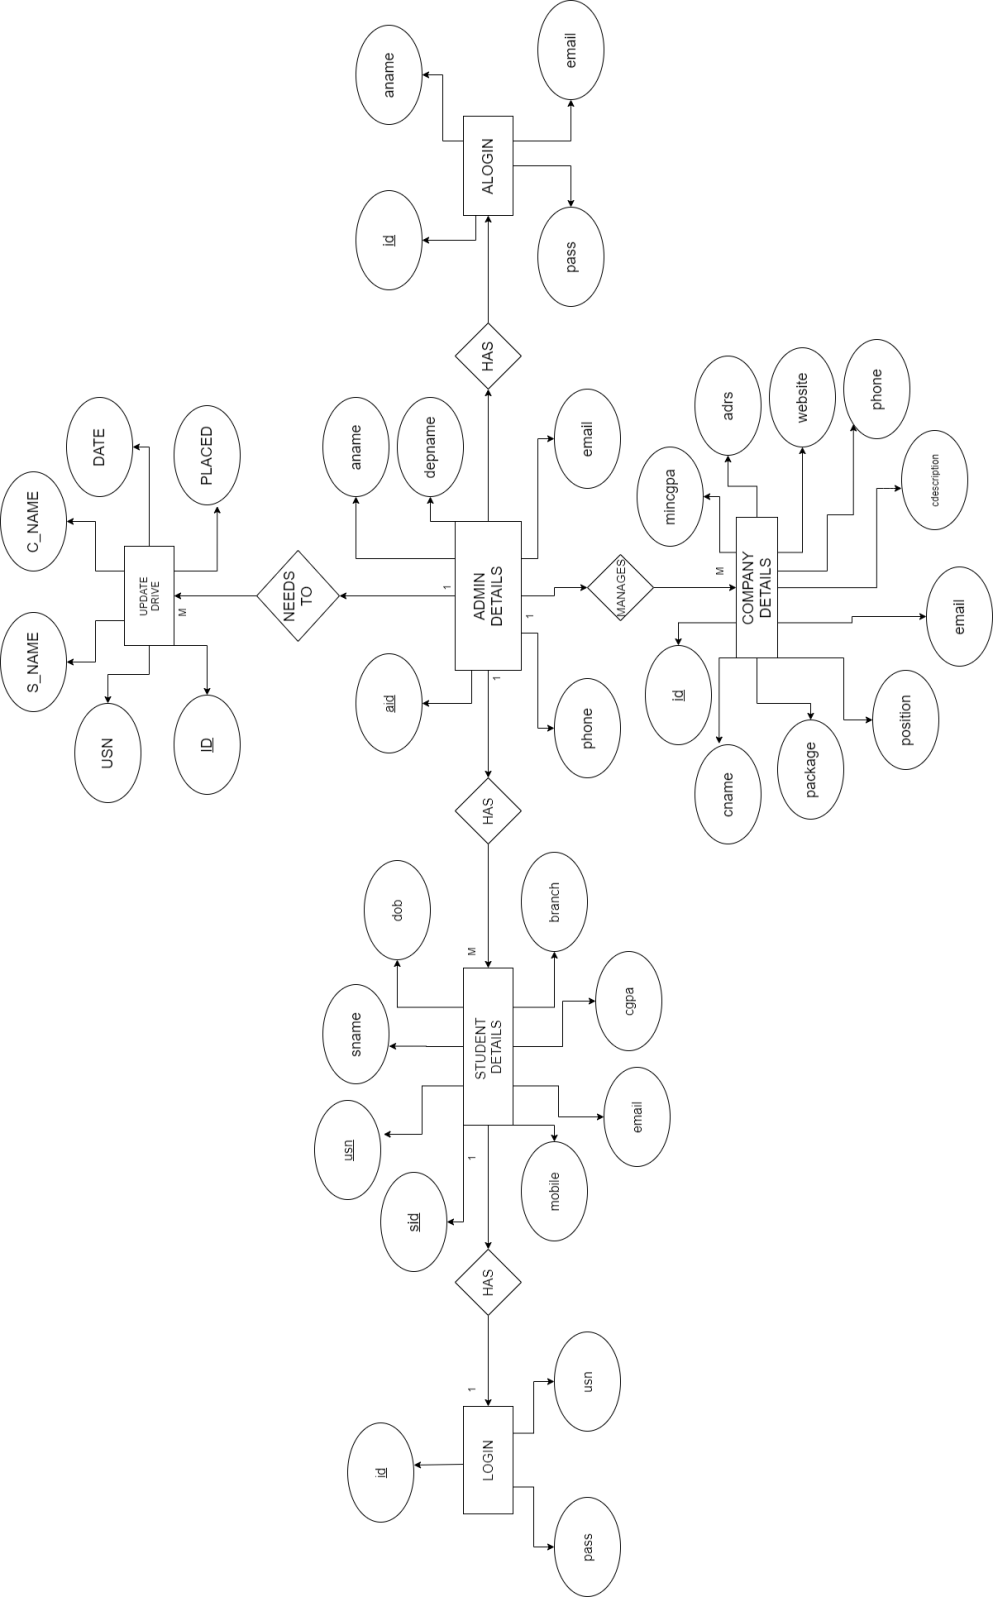 id
LOGIN
pass
usn
1
HAS
1
sid
usn
sname
dob
STUDENT
DETAILS
mobile
email
cgpa
branch
M
HAS
1
aid
aname
depname
ADMIN
DETAILS
phone
email
1
NEEDS
TO
M
UPDATE
DRIVE
USN
S_NAME
C_NAME
DATE
ID
PLACED
1
MANAGES
M
COMPANY
DETAILS
id
mincgpa
cname
adrs
package
website
position
phone
email
cdescription
HAS
ALOGIN
id
aname
pass
email